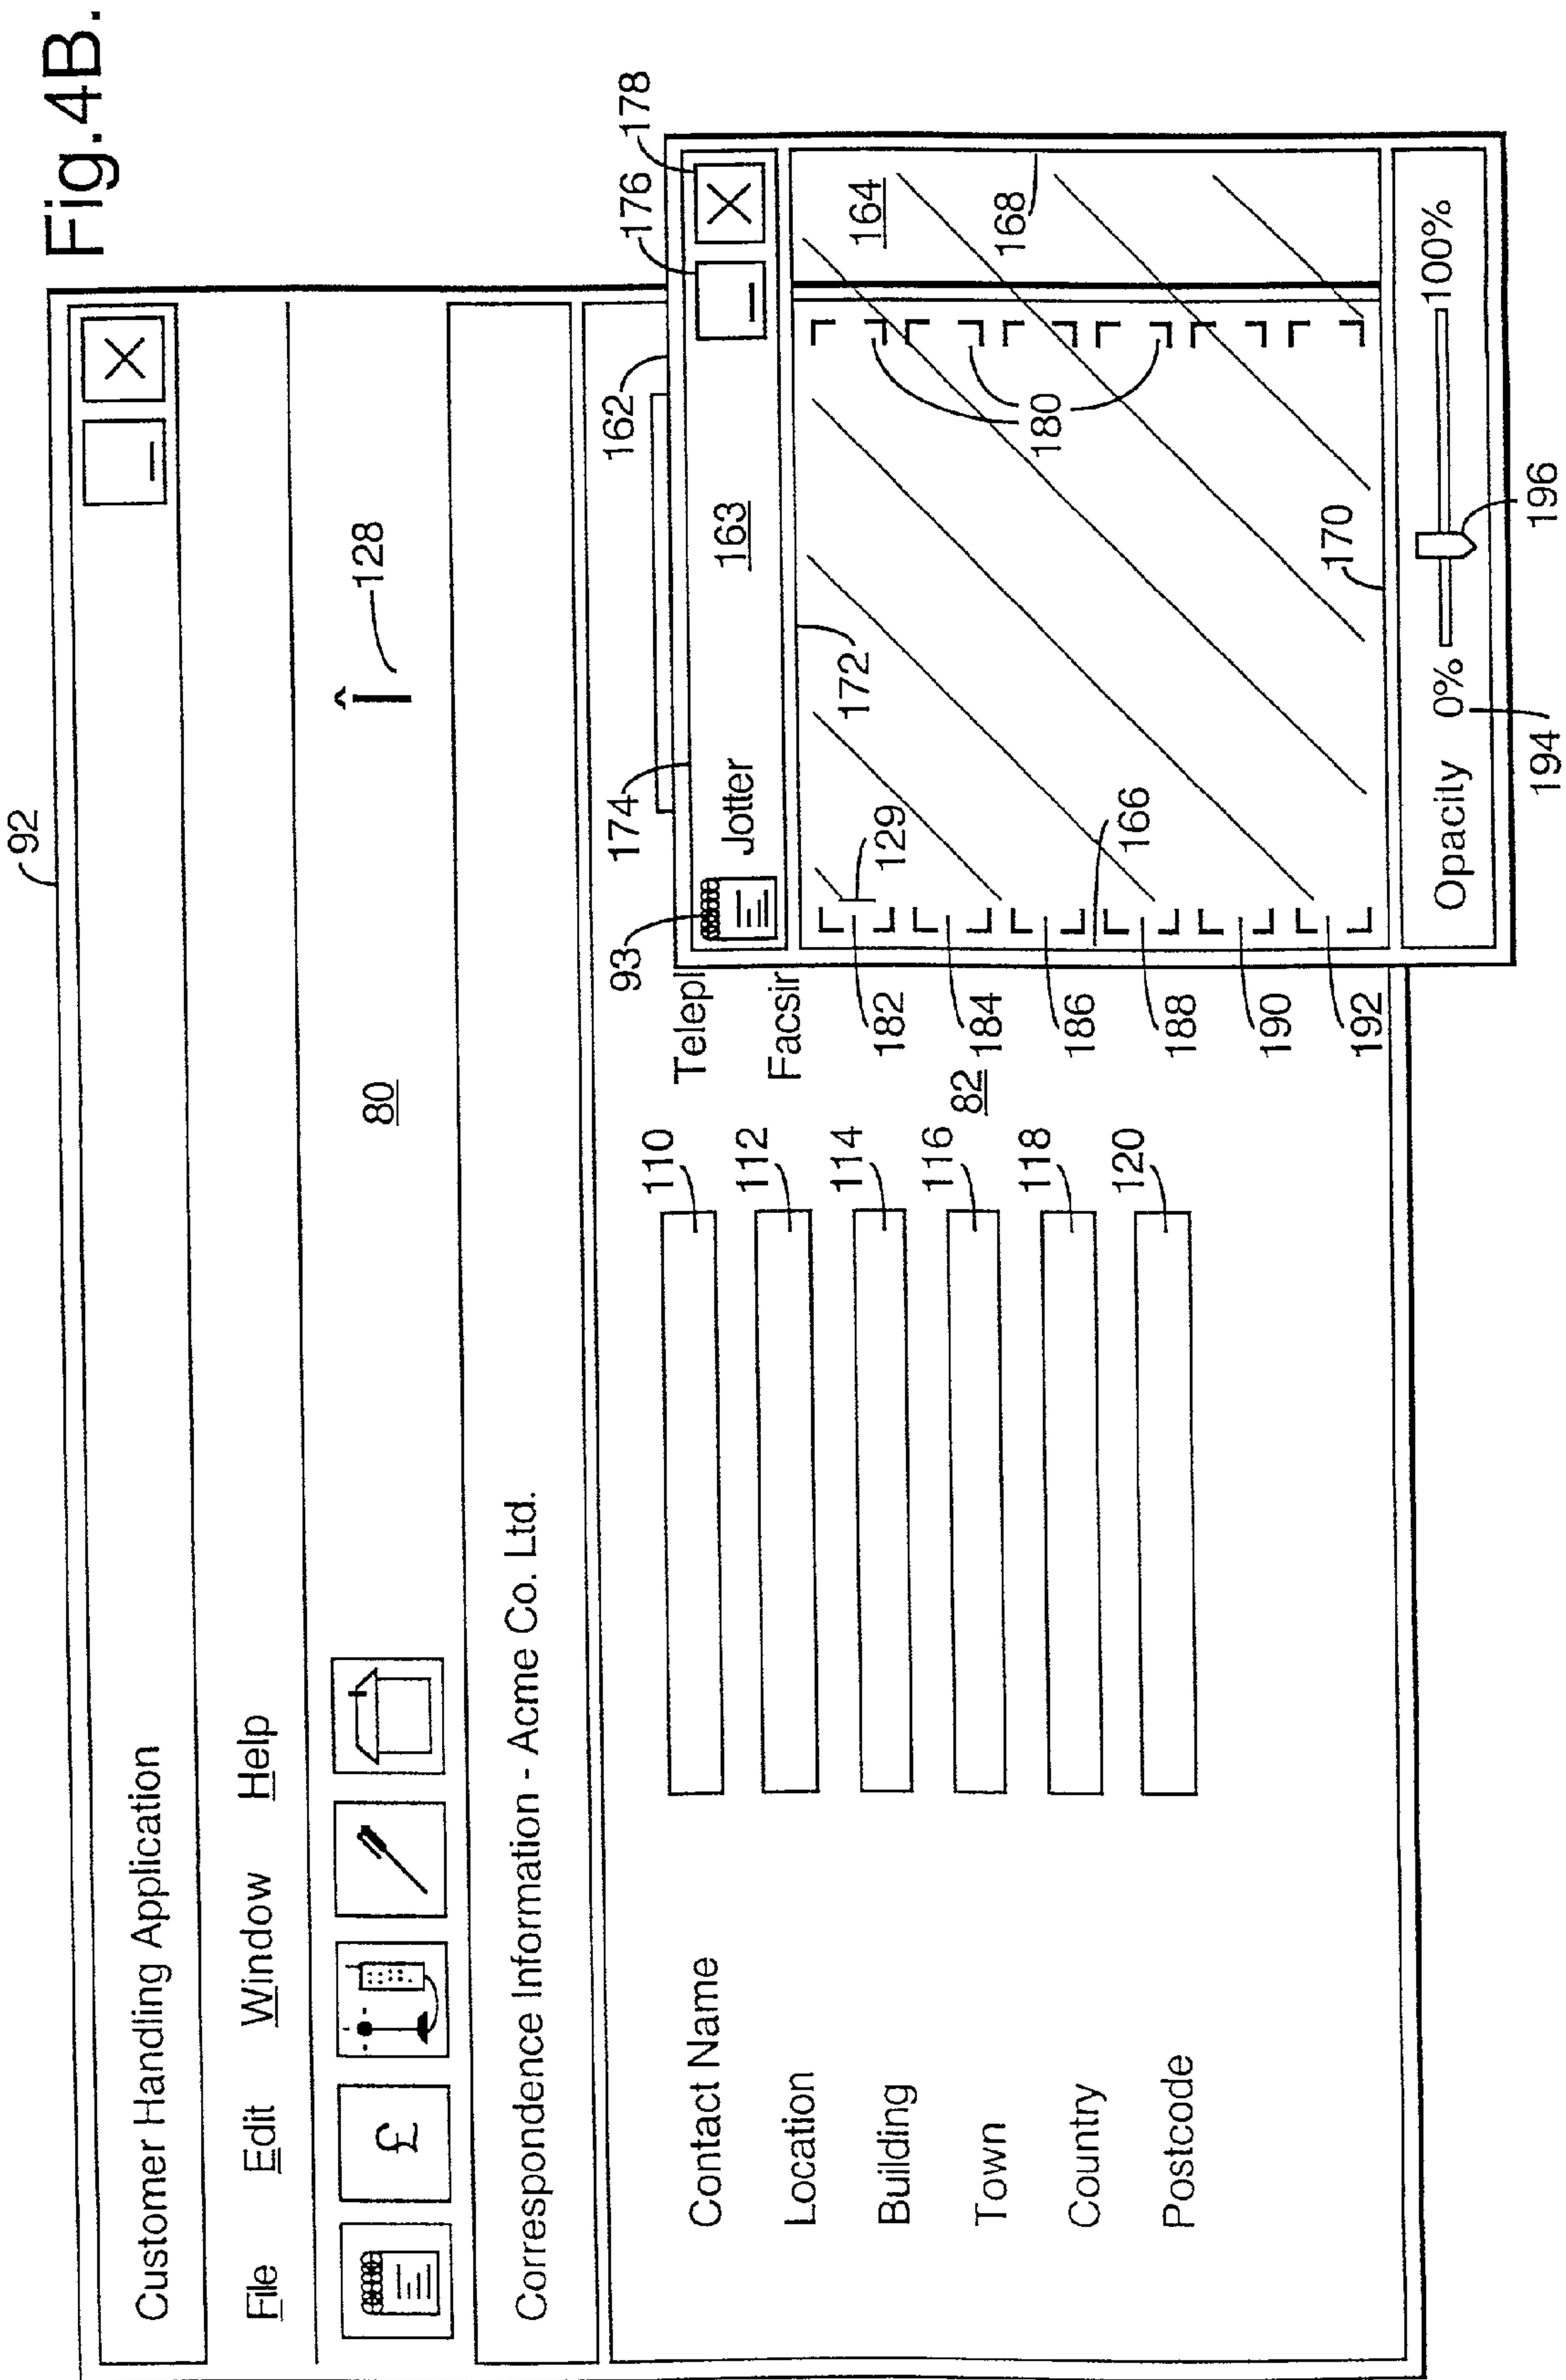 Fig.4B.
92
Customer Handling Application
File Edit Window Help
£
80
128
Correspondence Information - Acme Co. Ltd.
162
176
178
174
93
Jotter
163
Contact Name
110
Telepl
Location
112
Facsir
Building
114
Town
116
Country
118
Postcode
120
82
182
184
186
188
190
192
129
172
164
168
180
166
170
Opacity 0% 100%
194
196